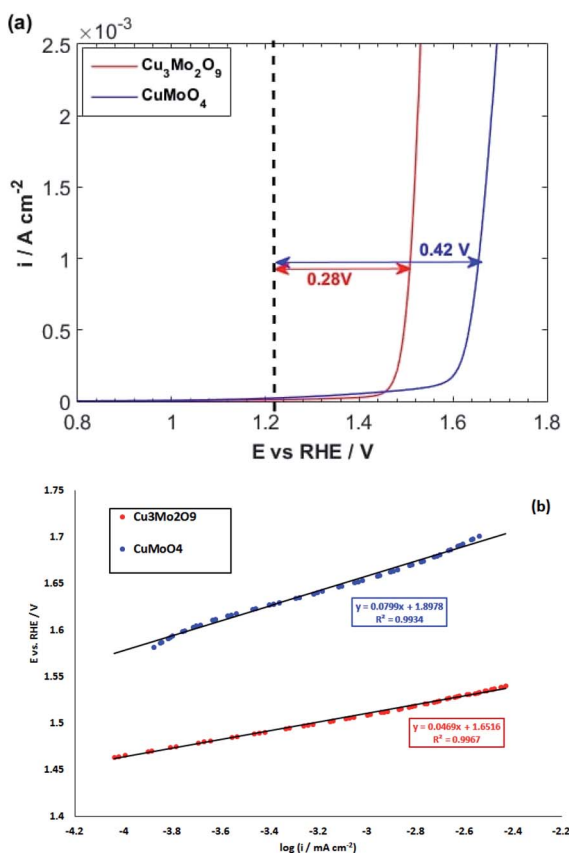 (a)
×10⁻³
2.5
2
1.5
1
0.5
0
i / A cm⁻²
Cu₃Mo₂O₉
CuMoO₄
0.42 V
0.28V
0.8 1 1.2 1.4 1.6 1.8
E vs RHE / V
(b)
1.75
1.7
1.65
1.6
1.55
1.5
1.45
1.4
E vs. RHE / V
Cu3Mo2O9
CuMoO4
y = 0.0799x + 1.8978
R² = 0.9934
y = 0.0469x + 1.6516
R² = 0.9967
-4.2 -4 -3.8 -3.6 -3.4 -3.2 -3 -2.8 -2.6 -2.4 -2.2
log (i / mA cm⁻²)